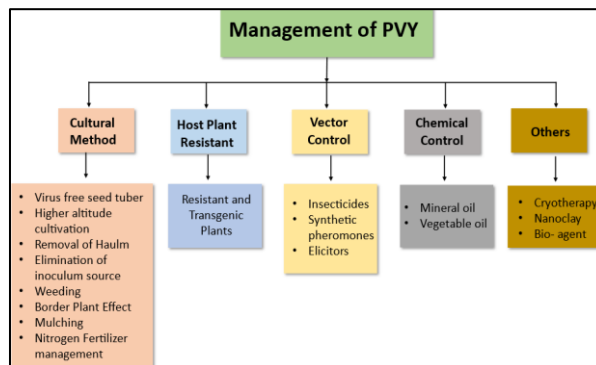 Management of PVY
Cultural
Method
Host Plant
Resistant
Vector
Control
Chemical
Control
Others
• Virus free seed tuber
• Higher altitude
cultivation
• Removal of Haulm
• Elimination of
inoculum source
• Weeding
• Border Plant Effect
• Mulching
• Nitrogen Fertilizer
management
Resistant and
Transgenic
Plants
• Insecticides
• Synthetic
pheromones
• Elicitors
• Mineral oil
• Vegetable oil
• Cryotherapy
• Nanoclay
• Bio- agent